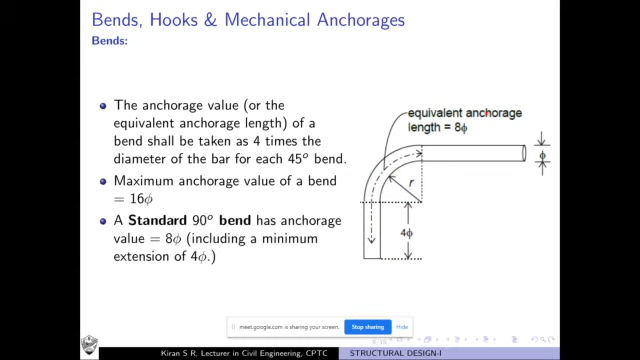 Bends, Hooks & Mechanical Anchorages
Bends:
The anchorage value (or the
equivalent anchorage length) of a
bend shall be taken as 4 times the
diameter of the bar for each 45° bend.
Maximum anchorage value of a bend
= 16ϕ
A Standard 90° bend has anchorage
value = 8ϕ (including a minimum
extension of 4ϕ.)
equivalent anchorage
length = 8ϕ
ϕ
r
4ϕ
meet.google.com is sharing your screen.
Stop sharing
Hide
Kiran S R, Lecturer in Civil Engineering, CPTC
STRUCTURAL DESIGN-I